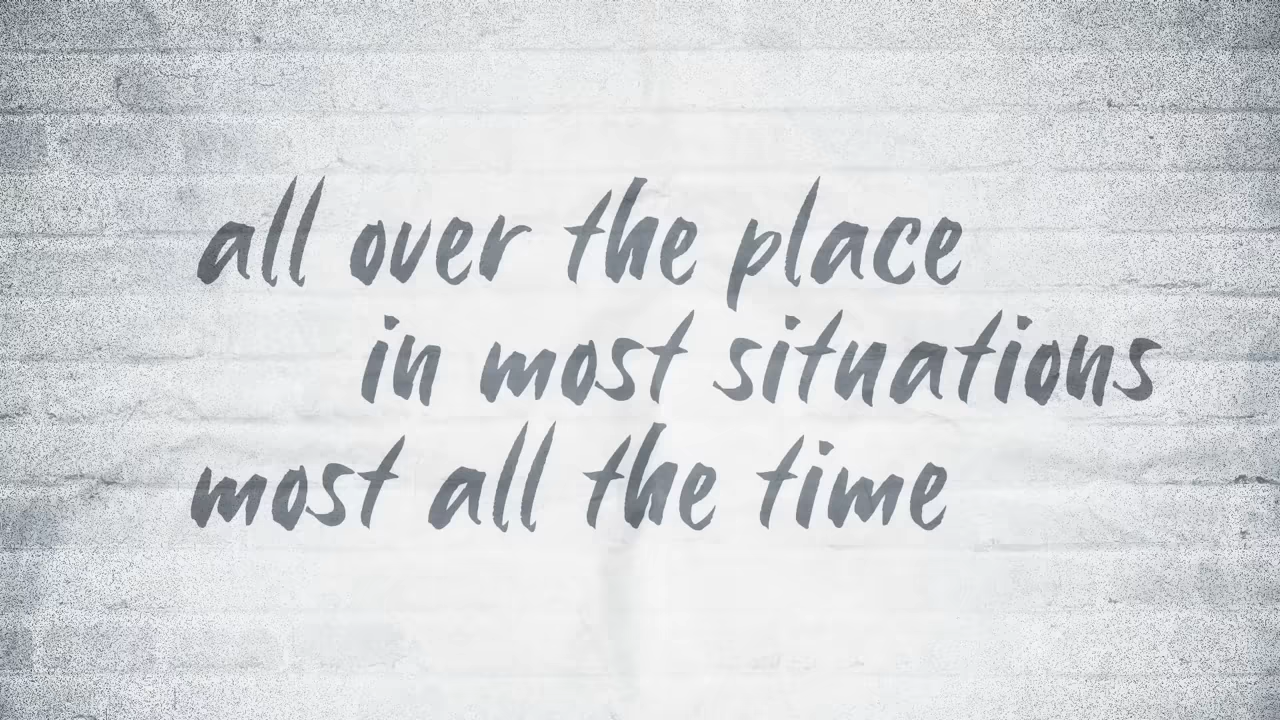 all over the place
in most situations
most all the time